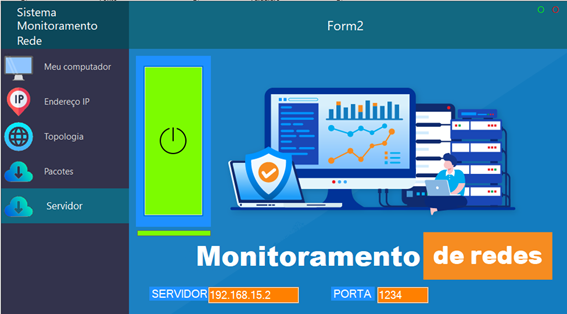 Sistema
Monitoramento
Rede
Form2
Meu computador
IP
Endereço IP
Topologia
Pacotes
Servidor
Monitoramento de redes
SERVIDOR 192.168.15.2 PORTA 1234